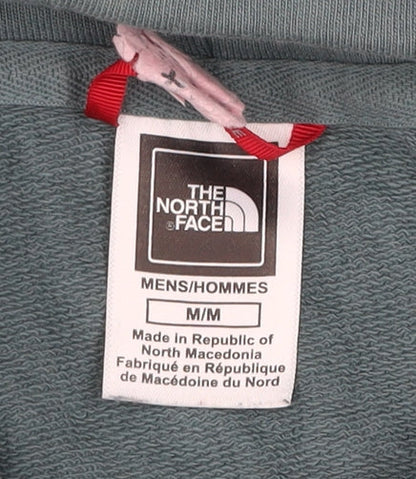 THE
NORTH
FACE®
MENS/HOMMES
M/M
Made in Republic of
North Macedonia
Fabriqué en République
de Macédoine du Nord